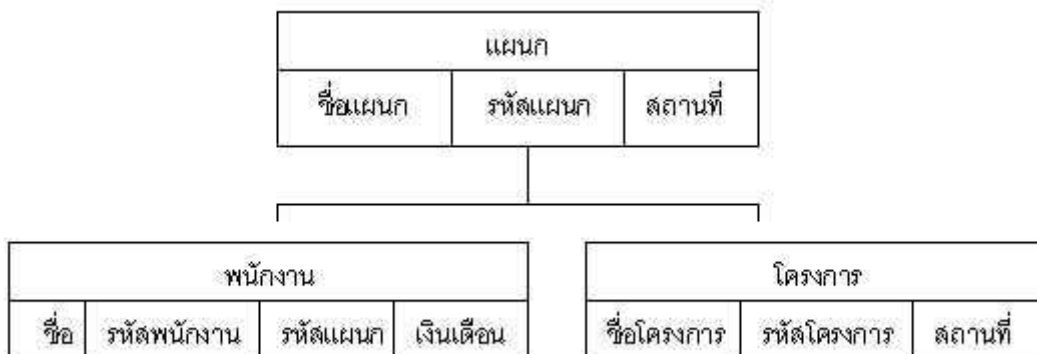 แผนก
ชื่อแผนก รหัสแผนก สถานที่
พนักงาน โครงการ
ชื่อ รหัสพนักงาน รหัสแผนก เงินเดือน ชื่อโครงการ รหัสโครงการ สถานที่